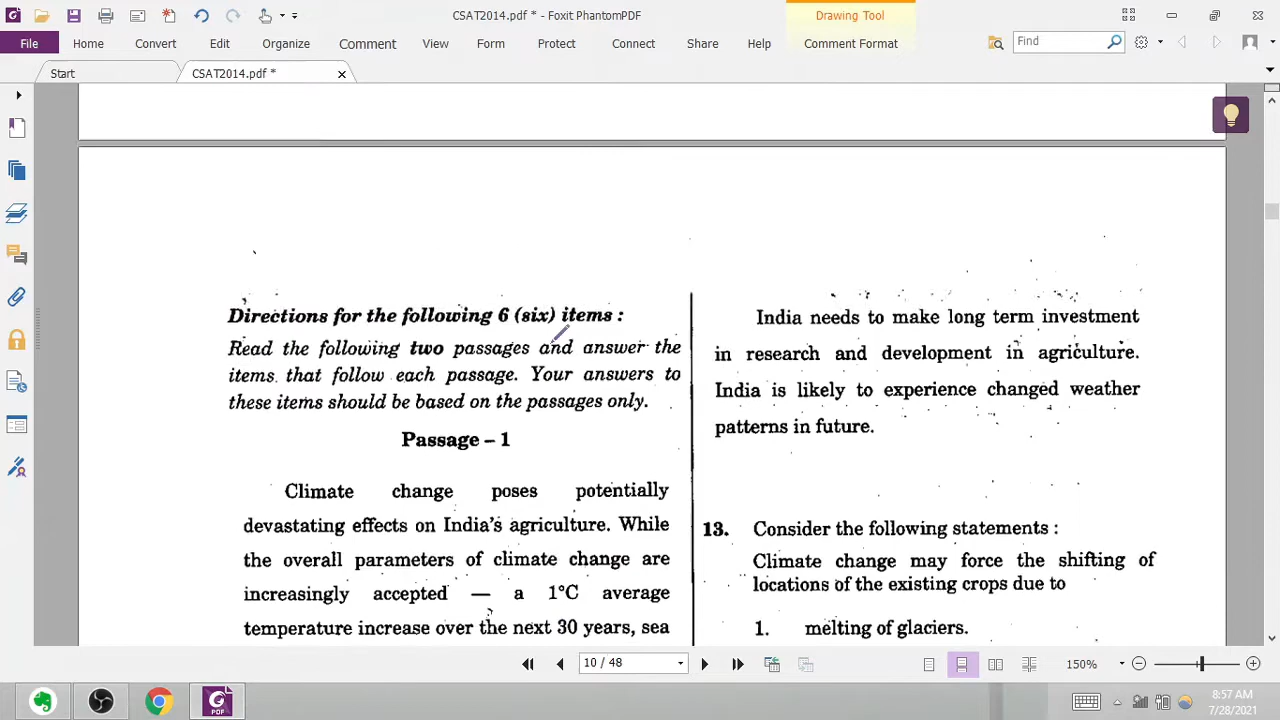 CSAT2014.pdf * - Foxit PhantomPDF
Drawing Tool
File
Home
Convert
Edit
Organize
Comment
View
Form
Protect
Connect
Share
Help
Comment Format
Find
Start
CSAT2014.pdf *
Directions for the following 6 (six) items :
Read the following two passages and answer the
items that follow each passage. Your answers to
these items should be based on the passages only.
Passage – 1
Climate change poses potentially
devastating effects on India's agriculture. While
the overall parameters of climate change are
increasingly accepted — a 1°C average
temperature increase over the next 30 years, sea
India needs to make long term investment
in research and development in agriculture.
India is likely to experience changed weather
patterns in future.
13. Consider the following statements :
Climate change may force the shifting of
locations of the existing crops due to
1. melting of glaciers.
10 / 48
150%
8:57 AM
7/28/2021